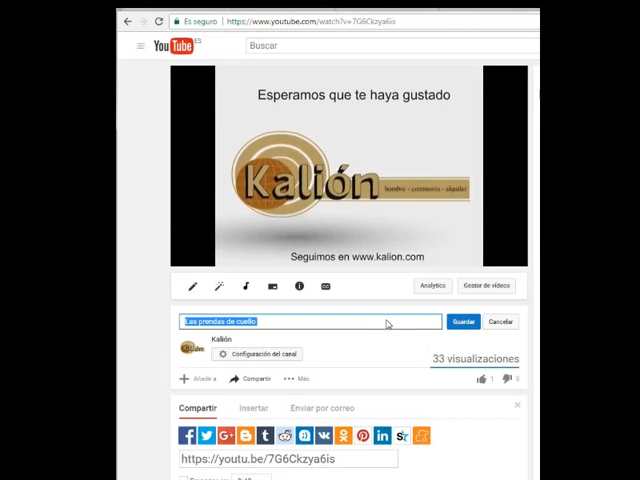 Es seguro | https://www.youtube.com/watch?v=7G6Ckzya6is
YouTube ES
Buscar
Esperamos que te haya gustado
Kalión
hombre - ceremonia - alquiler
Seguimos en www.kalion.com
Analytics
Gestor de vídeos
Las prendas de cuello
Guardar
Cancelar
Kalión
Kalión
Configuración del canal
33 visualizaciones
Añadir a
Compartir
Más
1
0
Compartir
Insertar
Enviar por correo
https://youtu.be/7G6Ckzya6is